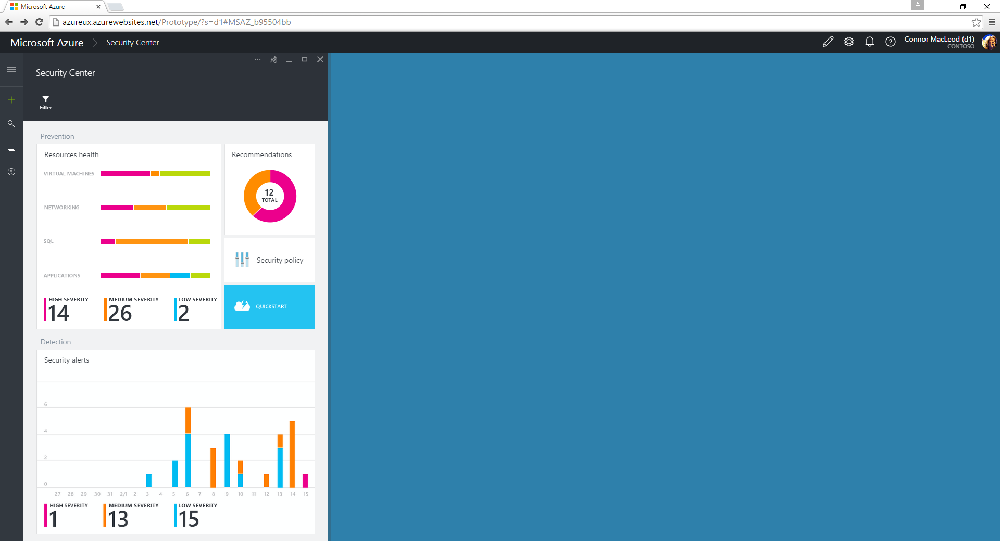 Microsoft Azure
azureux.azurewebsites.net/Prototype/?s=d1#MSAZ_b95504bb
Microsoft Azure
Security Center
Connor MacLeod (d1)
CONTOSO
Security Center
Filter
Prevention
Resources health
VIRTUAL MACHINES
NETWORKING
SQL
APPLICATIONS
HIGH SEVERITY
14
MEDIUM SEVERITY
26
LOW SEVERITY
2
Recommendations
12
TOTAL
Security policy
QUICKSTART
Detection
Security alerts
6
4
2
0
27 28 29 30 31 2/1 2 3 4 5 6 7 8 9 10 11 12 13 14 15
HIGH SEVERITY
1
MEDIUM SEVERITY
13
LOW SEVERITY
15